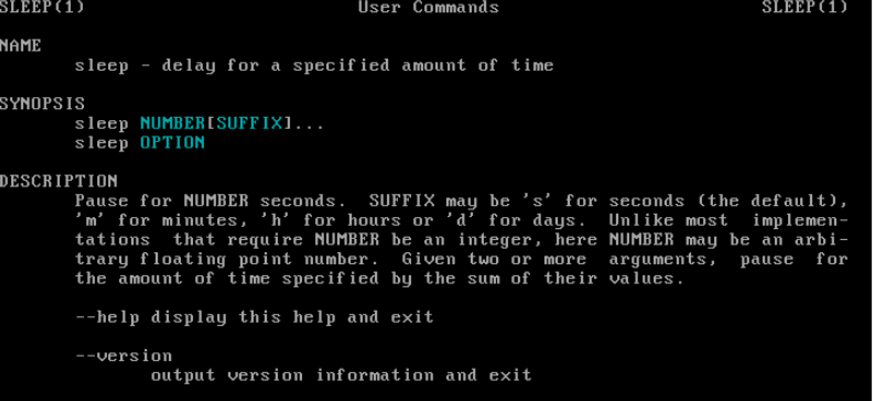 SLEEP(1) User Commands SLEEP(1)
NAME
sleep - delay for a specified amount of time
SYNOPSIS
sleep NUMBER[SUFFIX]...
sleep OPTION
DESCRIPTION
Pause for NUMBER seconds. SUFFIX may be 's' for seconds (the default),
'm' for minutes, 'h' for hours or 'd' for days. Unlike most implemen-
tations that require NUMBER be an integer, here NUMBER may be an arbi-
trary floating point number. Given two or more arguments, pause for
the amount of time specified by the sum of their values.
--help display this help and exit
--version
output version information and exit